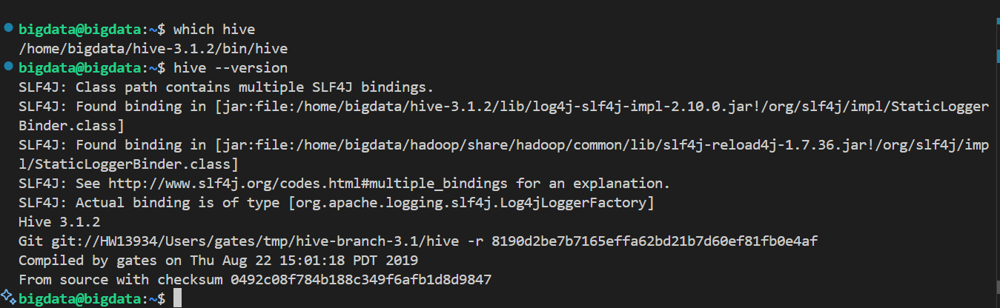 bigdata@bigdata:~$ which hive
/home/bigdata/hive-3.1.2/bin/hive
bigdata@bigdata:~$ hive --version
SLF4J: Class path contains multiple SLF4J bindings.
SLF4J: Found binding in [jar:file:/home/bigdata/hive-3.1.2/lib/log4j-slf4j-impl-2.10.0.jar!/org/slf4j/impl/StaticLogger
Binder.class]
SLF4J: Found binding in [jar:file:/home/bigdata/hadoop/share/hadoop/common/lib/slf4j-reload4j-1.7.36.jar!/org/slf4j/imp
l/StaticLoggerBinder.class]
SLF4J: See http://www.slf4j.org/codes.html#multiple_bindings for an explanation.
SLF4J: Actual binding is of type [org.apache.logging.slf4j.Log4jLoggerFactory]
Hive 3.1.2
Git git://HW13934/Users/gates/tmp/hive-branch-3.1/hive -r 8190d2be7b7165effa62bd21b7d60ef81fb0e4af
Compiled by gates on Thu Aug 22 15:01:18 PDT 2019
From source with checksum 0492c08f784b188c349f6afb1d8d9847
bigdata@bigdata:~$